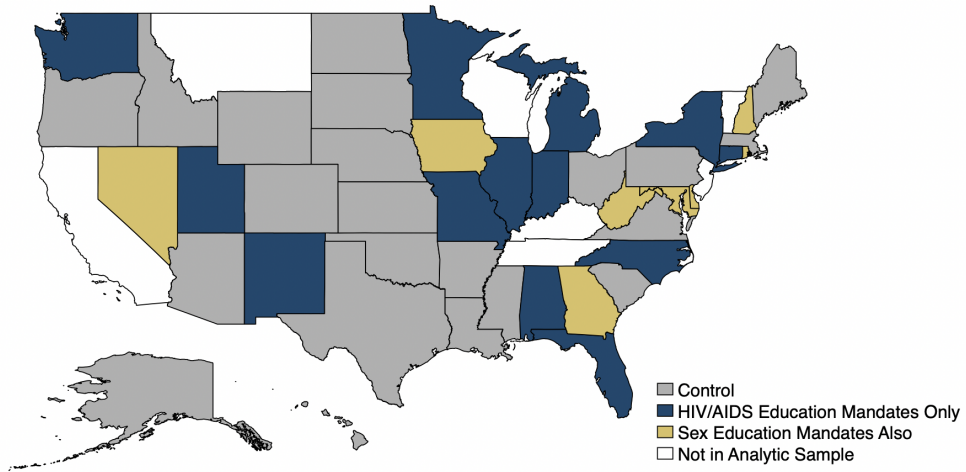 Control
HIV/AIDS Education Mandates Only
Sex Education Mandates Also
Not in Analytic Sample